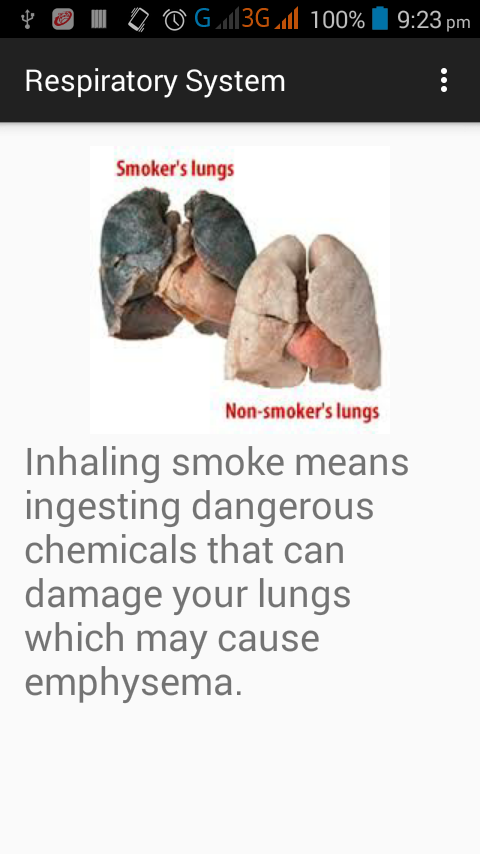 G 3G 100% 9:23 pm
Respiratory System
Smoker's lungs
Non-smoker's lungs
Inhaling smoke means
ingesting dangerous
chemicals that can
damage your lungs
which may cause
emphysema.